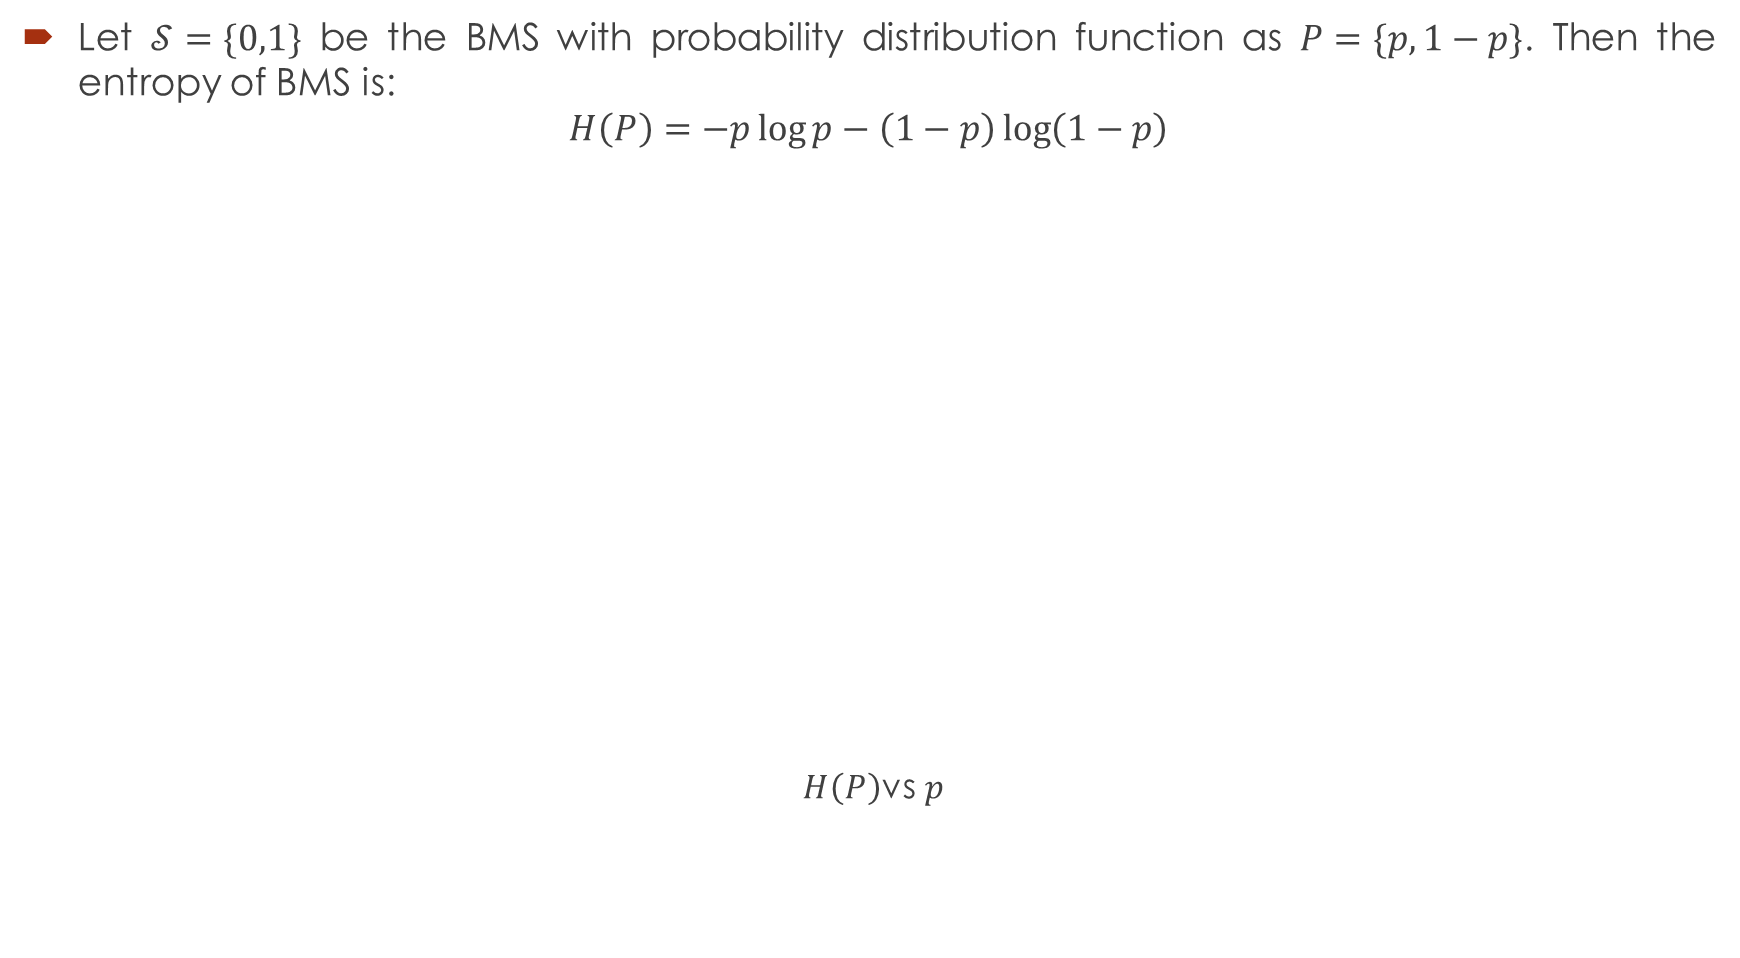 Let 𝒮 = {0,1} be the BMS with probability distribution function as P = {p, 1 − p}. Then the
entropy of BMS is:
H(P) = −p log p − (1 − p) log(1 − p)
H(P)vs p